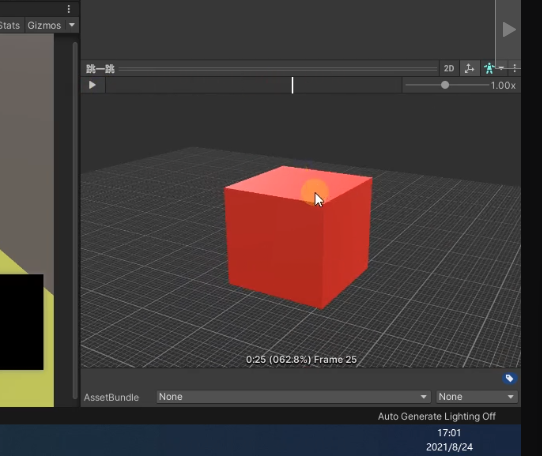 Stats Gizmos
跳一跳 2D
1.00x
0:25 (062.8%) Frame 25
AssetBundle None None
Auto Generate Lighting Off
17:01
2021/8/24